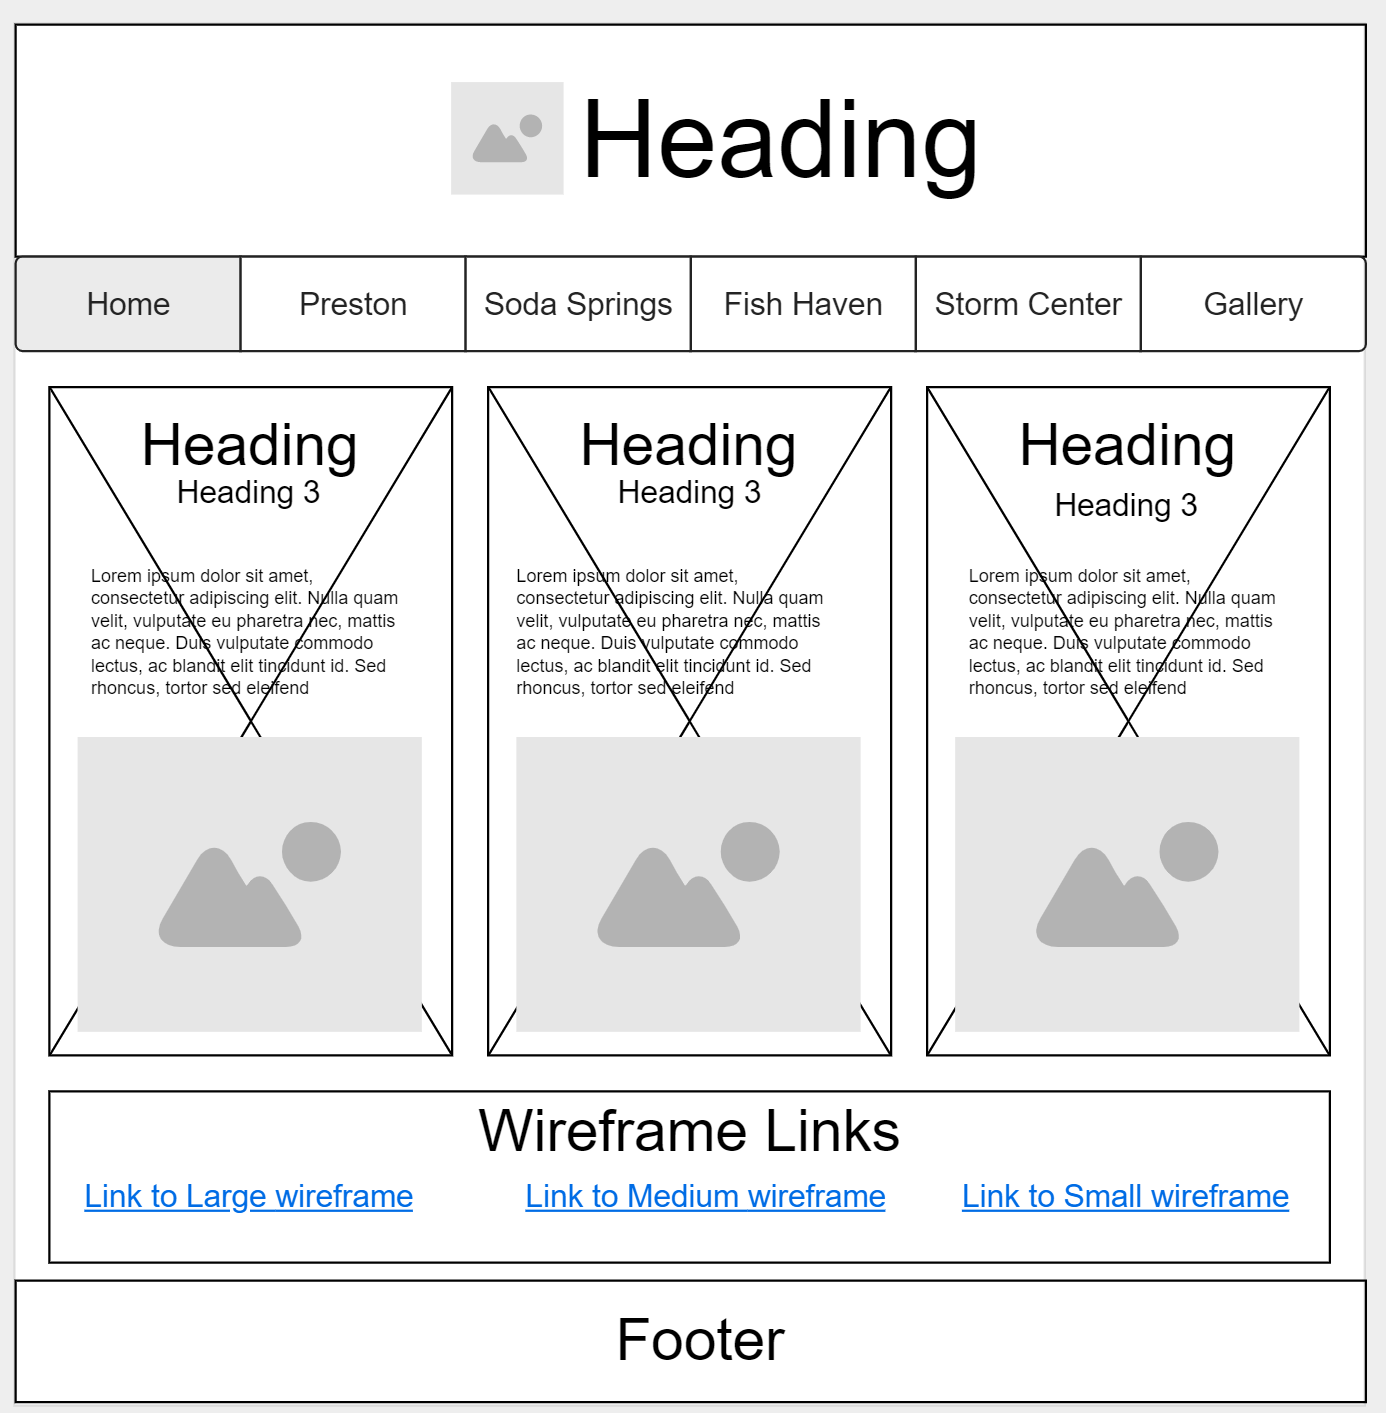 Heading
Home
Preston
Soda Springs
Fish Haven
Storm Center
Gallery
Heading
Heading 3
Lorem ipsum dolor sit amet,
consectetur adipiscing elit. Nulla quam
velit, vulputate eu pharetra nec, mattis
ac neque. Duis vulputate commodo
lectus, ac blandit elit tincidunt id. Sed
rhoncus, tortor sed eleifend
Heading
Heading 3
Lorem ipsum dolor sit amet,
consectetur adipiscing elit. Nulla quam
velit, vulputate eu pharetra nec, mattis
ac neque. Duis vulputate commodo
lectus, ac blandit elit tincidunt id. Sed
rhoncus, tortor sed eleifend
Heading
Heading 3
Lorem ipsum dolor sit amet,
consectetur adipiscing elit. Nulla quam
velit, vulputate eu pharetra nec, mattis
ac neque. Duis vulputate commodo
lectus, ac blandit elit tincidunt id. Sed
rhoncus, tortor sed eleifend
Wireframe Links
Link to Large wireframe
Link to Medium wireframe
Link to Small wireframe
Footer